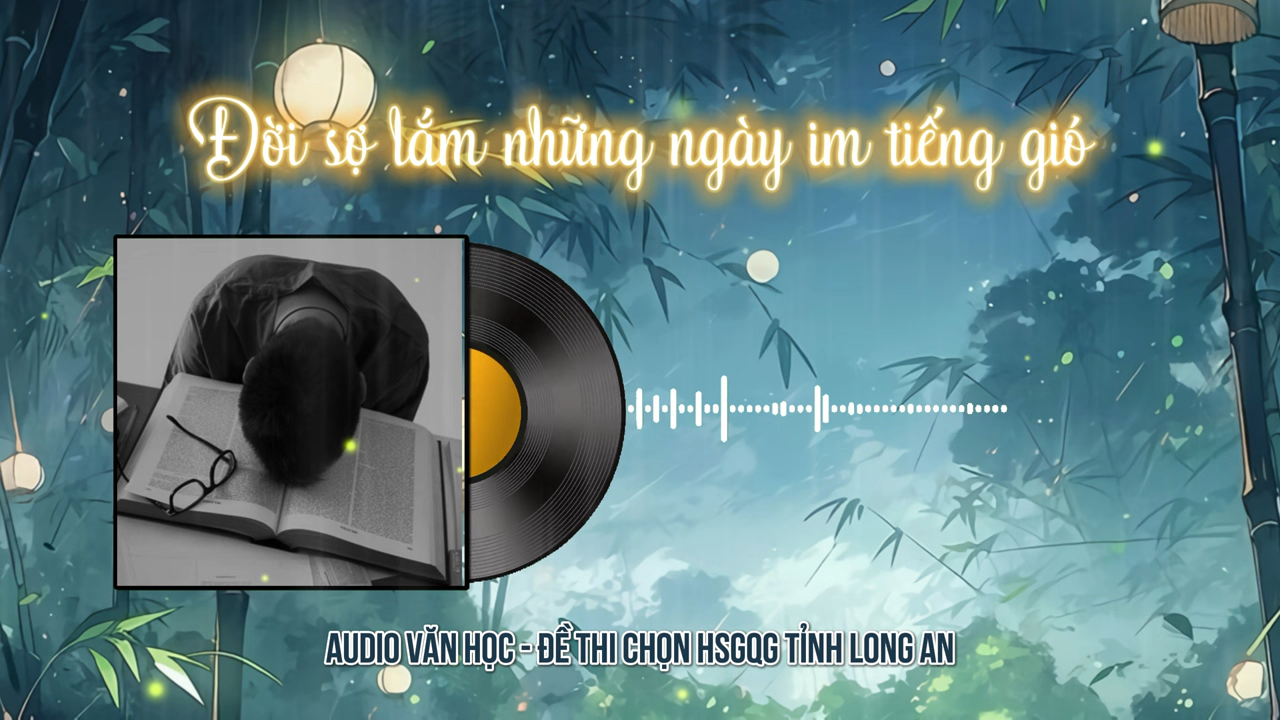 Đời sợ lắm những ngày im tiếng gió
AUDIO VĂN HỌC - ĐỀ THI CHỌN HSGQG TỈNH LONG AN